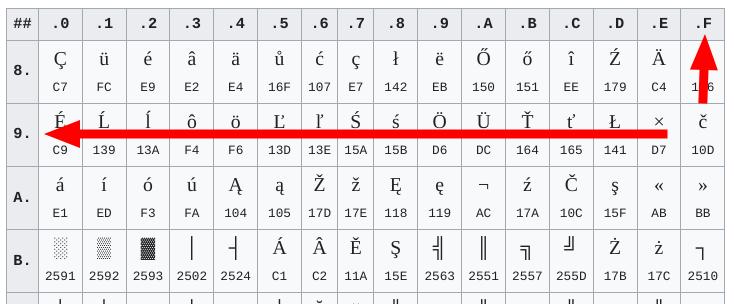 ## .0 .1 .2 .3 .4 .5 .6 .7 .8 .9 .A .B .C .D .E .F
8. Ç ü é â ä ů ć ç ł ë Ő ő î Ź Ä
C7 FC E9 E2 E4 16F 107 E7 142 EB 150 151 EE 179 C4
9. É Ĺ ĺ ô ö Ľ ľ Ś ś Ö Ü Ť ť Ł × č
C9 139 13A F4 F6 13D 13E 15A 15B D6 DC 164 165 141 D7 10D
A. á í ó ú Ą ą Ž ž Ę ę ¬ ź Č ş « »
E1 ED F3 FA 104 105 17D 17E 118 119 AC 17A 10C 15F AB BB
B. ░ ▒ ▓ │ ┤ Á Â Ě Ş ╣ ║ ╗ ╝ Ż ż ┐
2591 2592 2593 2502 2524 C1 C2 11A 15E 2563 2551 2557 255D 17B 17C 2510